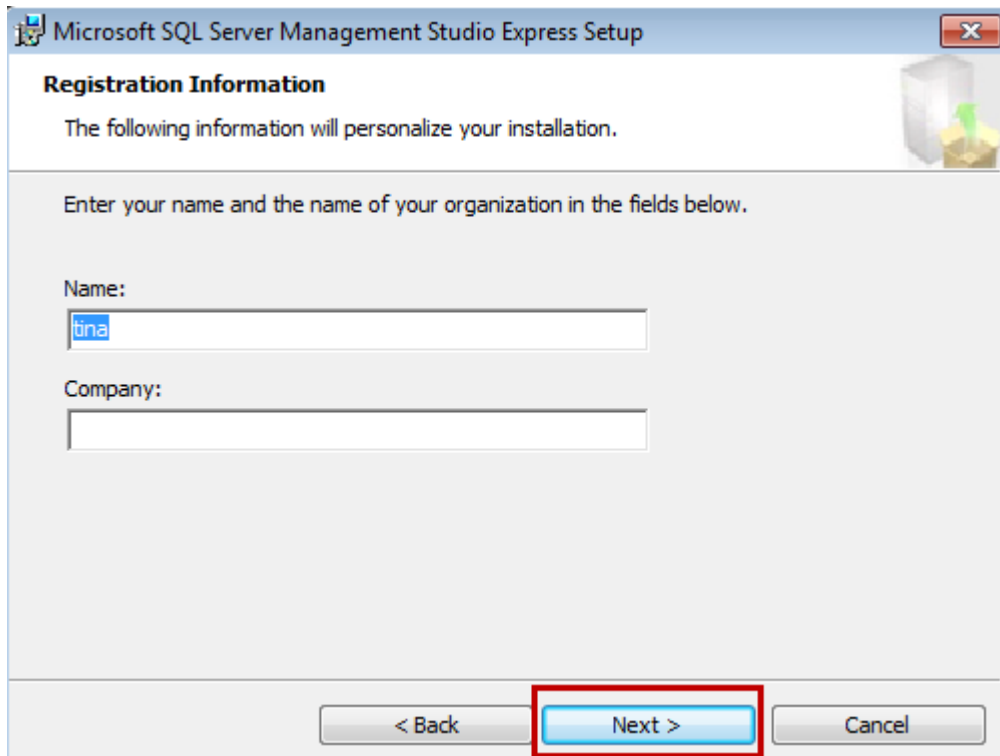 Microsoft SQL Server Management Studio Express Setup
Registration Information
The following information will personalize your installation.
Enter your name and the name of your organization in the fields below.
Name:
tina
Company:
< Back Next > Cancel